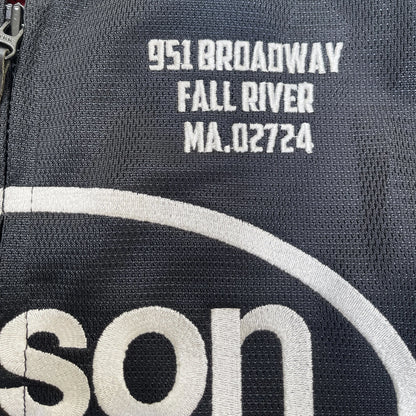 951 BROADWAY
FALL RIVER
MA.02724
son